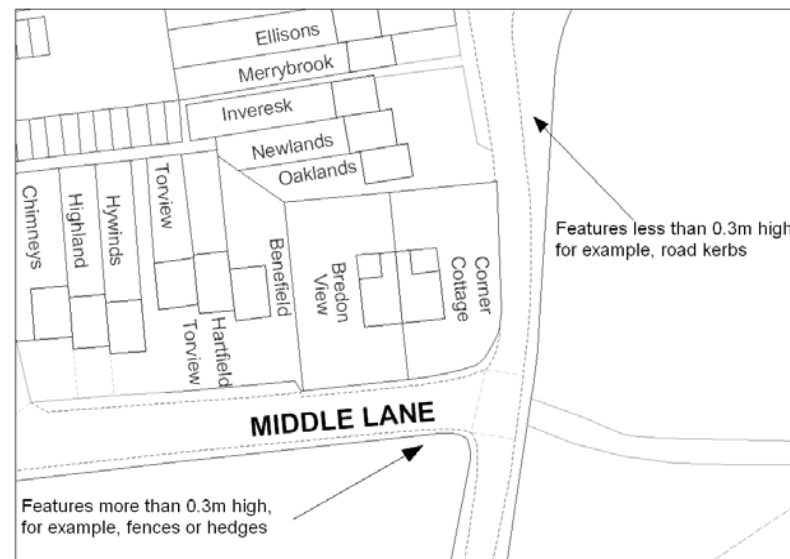 Ellisons
Merrybrook
Inveresk
Newlands
Oaklands
Chimneys
Highland
Hywinds
Torview
Torview
Hartfield
Benefield
Bredon
View
Corner
Cottage
Features less than 0.3m high,
for example, road kerbs
MIDDLE LANE
Features more than 0.3m high,
for example, fences or hedges